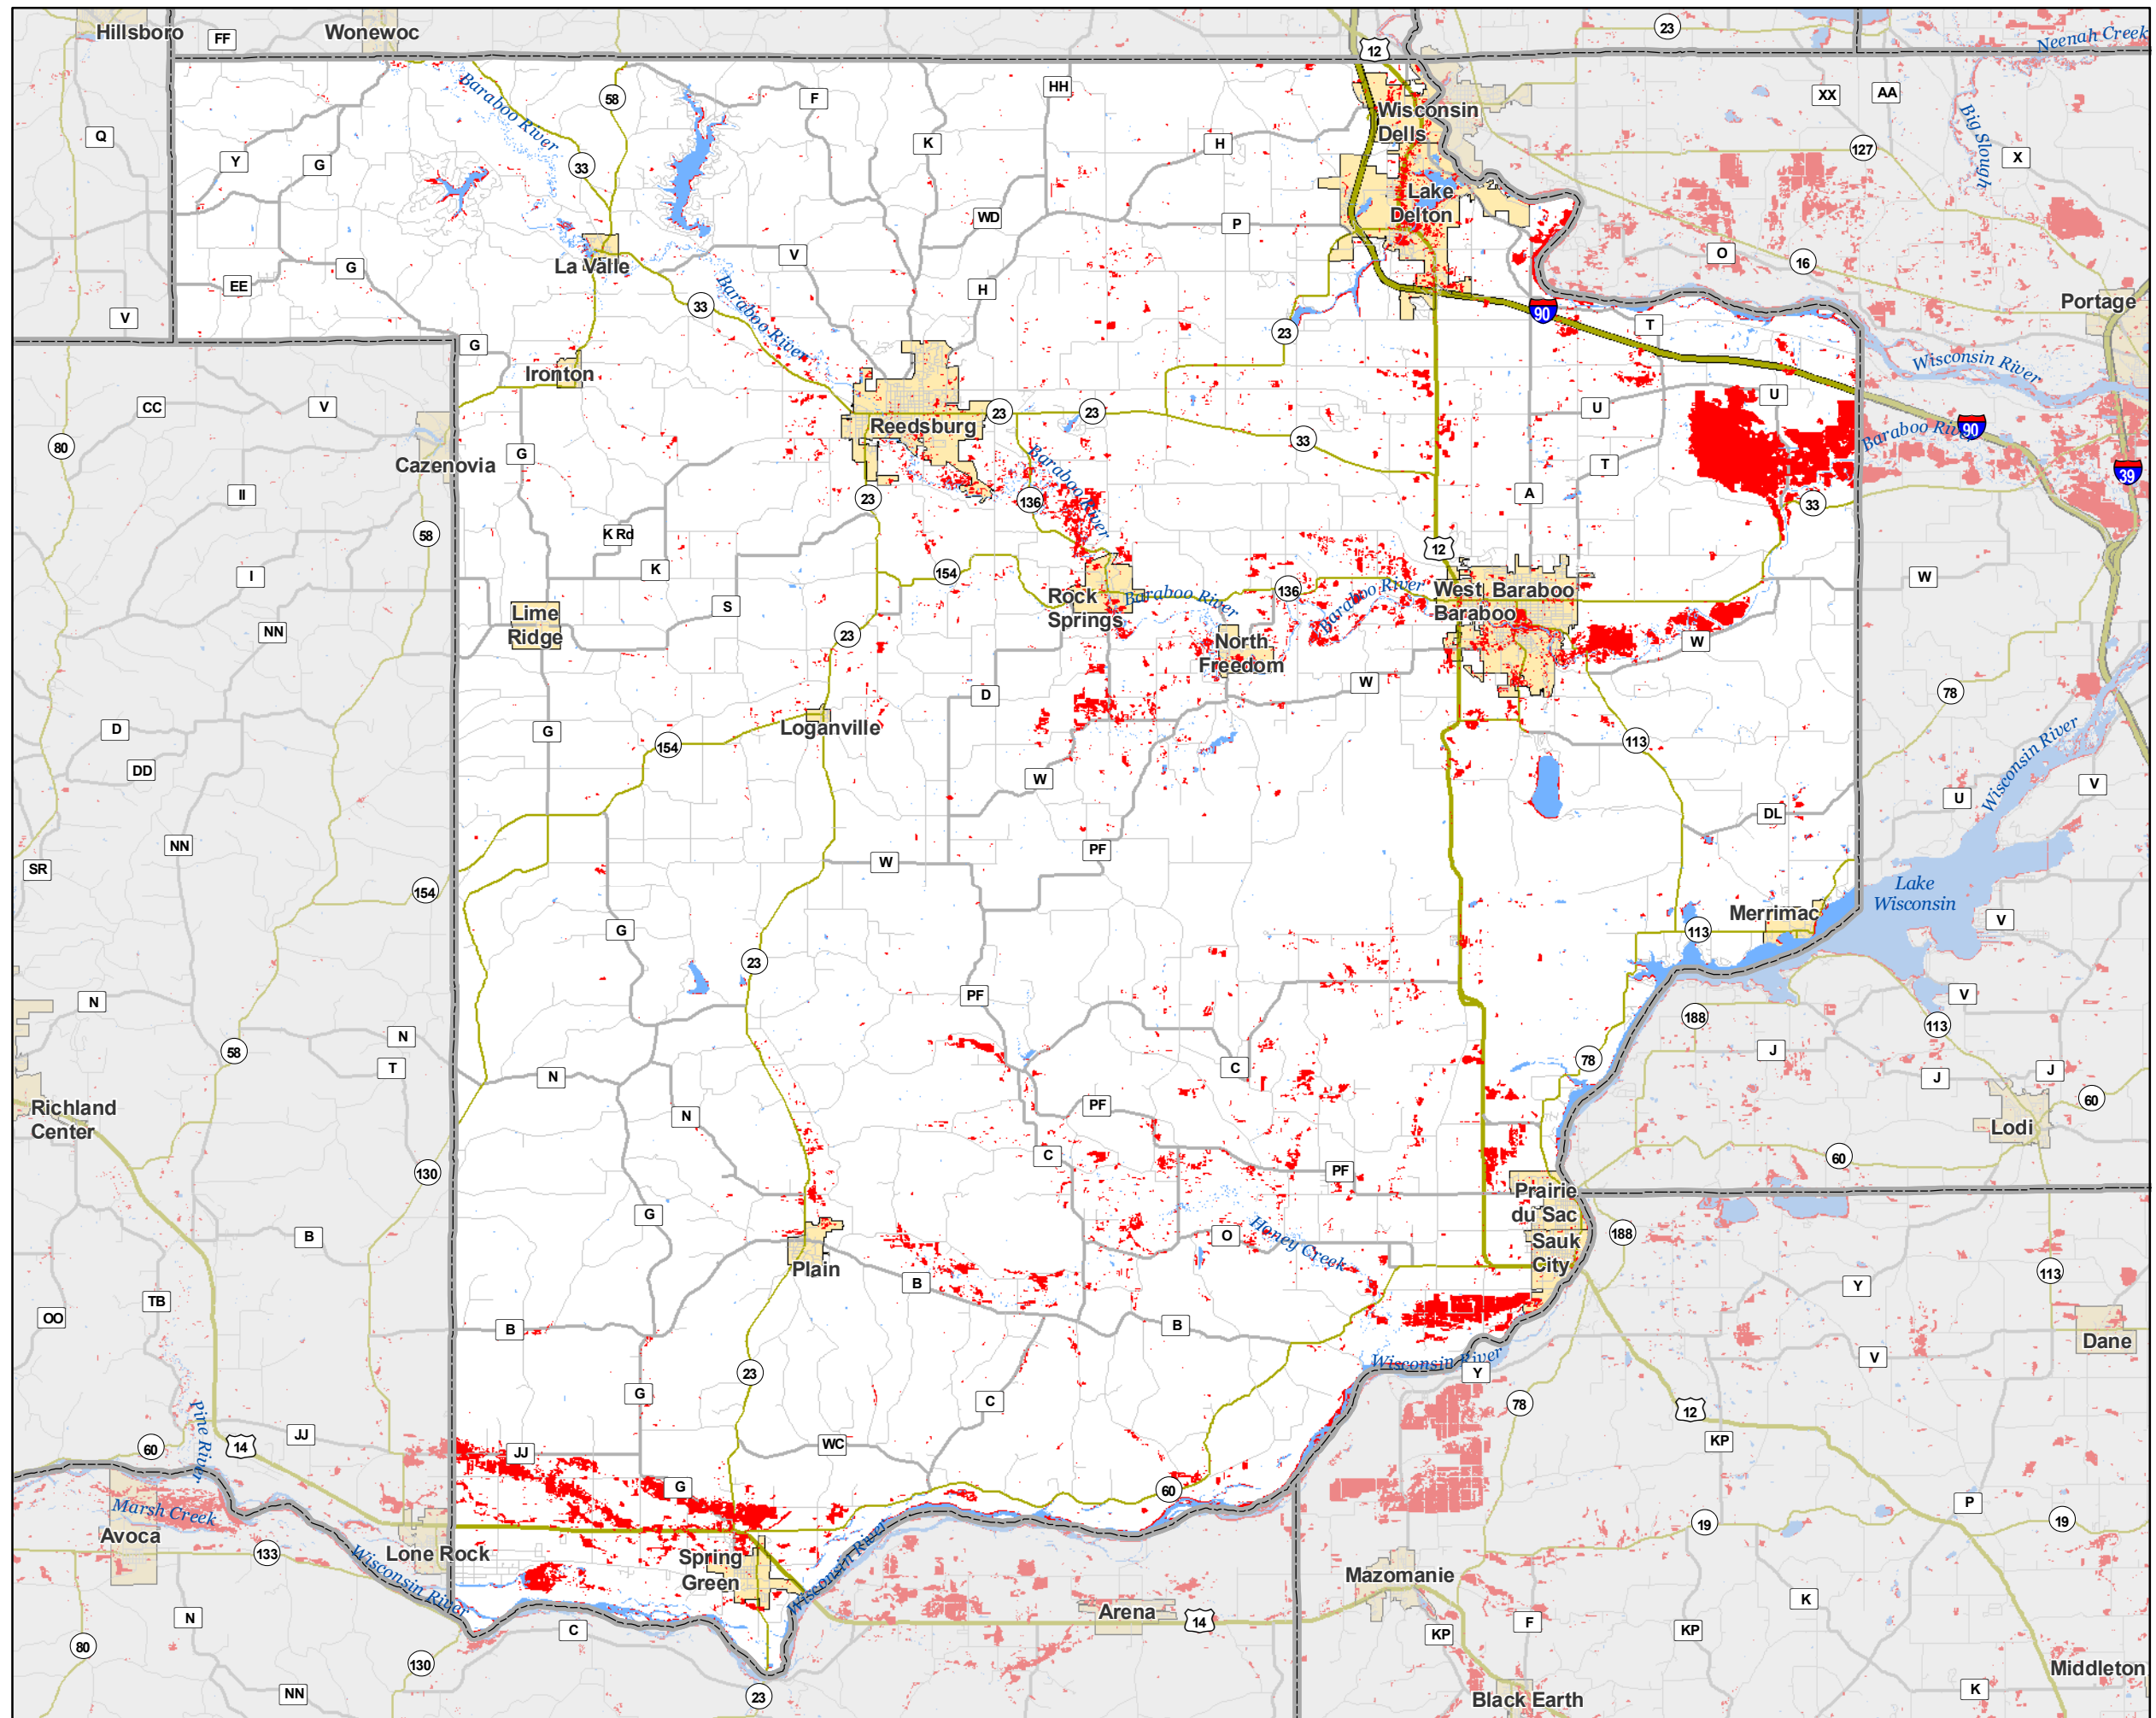 Hillsboro
FF
Wonewoc
12
23
Neenah Creek
Q
Baraboo River
58
F
HH
K
H
Wisconsin
Dells
XX
AA
Big Slough
127
X
Y
G
33
WD
P
Lake
Delton
O
16
Portage
La Valle
V
EE
G
H
Baraboo River
33
V
G
23
90
T
Wisconsin River
Ironton
CC
V
U
U
Reedsburg
23
23
33
90
Baraboo River
80
Cazenovia
G
T
39
II
23
136
Baraboo River
A
33
58
K Rd
12
I
K
154
W
S
Rock
Springs
Baraboo River
136
Baraboo River
West
Baraboo
Baraboo
Lime
Ridge
NN
23
North
Freedom
W
D
W
78
D
G
Loganville
154
113
Wisconsin River
DD
W
U
V
DL
NN
PF
W
SR
154
Lake
Wisconsin
Merrimac
V
G
113
23
N
PF
V
188
113
N
58
T
N
C
78
J
J
J
Richland
Center
N
PF
60
Lodi
C
130
PF
60
Prairie
du Sac
G
B
O
Honey Creek
188
Sauk
City
Plain
113
B
Y
TB
OO
B
B
Dane
Wisconsin River
V
Y
23
G
C
78
12
Pine River
JJ
60
14
JJ
WC
KP
G
60
Marsh Creek
P
Avoca
19
19
133
Lone Rock
Wisconsin River
Spring
Green
Wisconsin River
Mazomanie
K
N
Arena
14
C
F
KP
KP
80
130
Middleton
NN
23
K
Black Earth